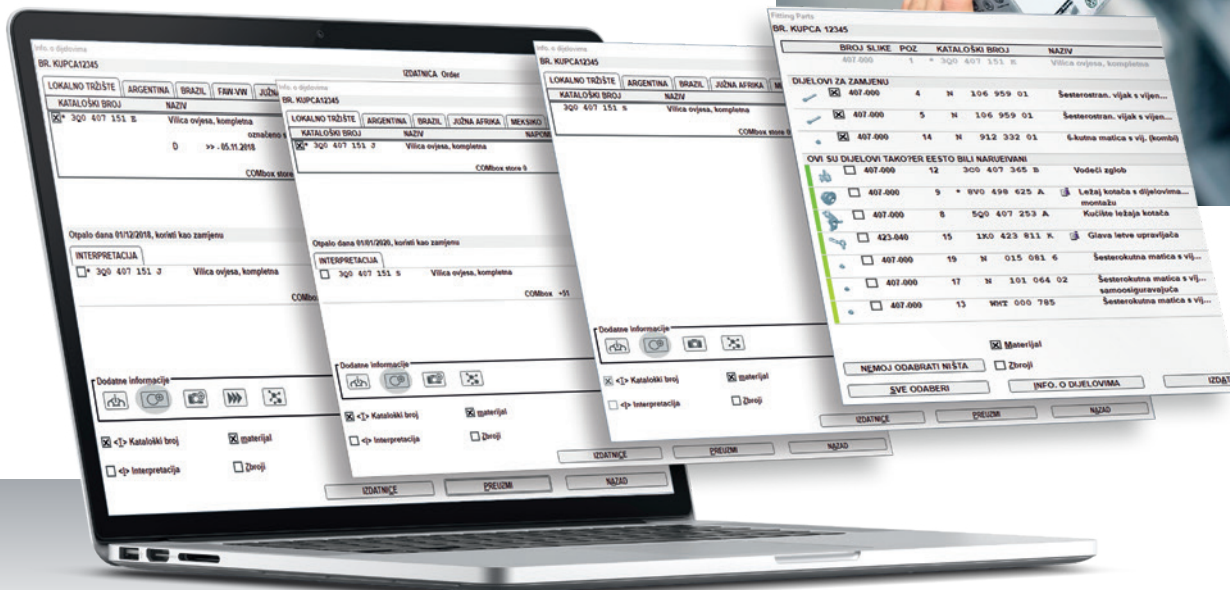 Info. o dijelovima
BR. KUPCA12345
IZDATNICA Order
LOKALNO TRŽIŠTE ARGENTINA BRAZIL FAW-VW
KATALOŠKI BROJ NAZIV
* 3Q0 407 151 E Vilica ovjesa, kompletna
označeno s
D >> - 05.11.2018
COMbox store 0
Otpalo dana 01/12/2018, koristi kao zamjenu
INTERPRETACIJA
* 3Q0 407 151 J Vilica ovjesa, kompletna
Dodatne informacije
<T> Kataloški broj materijal
<I> Interpretacija Zbroji
IZDATNICE PREUZMI NAZAD
Info. o dijelovima
BR. KUPCA12345
LOKALNO TRŽIŠTE ARGENTINA BRAZIL JUŽNA AFRIKA MEKSIKO
KATALOŠKI BROJ NAZIV
* 3Q0 407 151 J Vilica ovjesa, kompletna
COMbox store 0
Otpalo dana 01/01/2020, koristi kao zamjenu
INTERPRETACIJA
3Q0 407 151 S Vilica ovjesa, kompletna
COMbox +51
Dodatne informacije
<T> Kataloški broj materijal
<I> Interpretacija Zbroji
IZDATNICE PREUZMI NAZAD
Info. o dijelovima
BR. KUPCA12345
LOKALNO TRŽIŠTE ARGENTINA BRAZIL JUŽNA AFRIKA
KATALOŠKI BROJ NAZIV
3Q0 407 151 S Vilica ovjesa, kompletna
COMbox store 0
Dodatne informacije
<T> Kataloški broj materijal
<I> Interpretacija Zbroji
IZDATNICE PREUZMI NAZAD
Fitting Parts
BR. KUPCA 12345
BROJ SLIKE POZ KATALOŠKI BROJ NAZIV
407-000 1 * 3Q0 407 151 E Vilica ovjesa, kompletna
DIJELOVI ZA ZAMJENU
407-000 4 N 106 959 01 Šesterostran. vijak s vijen...
407-000 5 N 106 959 01 Šesterostran. vijak s vijen...
407-000 14 N 912 332 01 6-kutna matica s vij. (kombi)
OVI SU DIJELOVI TAKO?ER EESTO BILI NARUEIVANI
407-000 12 3C0 407 365 B Vodeći zglob
407-000 9 * 8V0 498 625 A Ležaj kotača s dijelovima...
montažu
407-000 8 5Q0 407 253 A Kućište ležaja kotača
423-040 15 1K0 423 811 K Glava letve upravljača
407-000 19 N 015 081 6 Šesterokutna matica s vij...
407-000 17 N 101 064 02 Šesterokutna matica s vij...
samoosiguravajuća
407-000 13 WHT 000 785 Šesterokutna matica s vij...
Materijal
NEMOJ ODABRATI NIŠTA Zbroji
SVE ODABERI INFO. O DIJELOVIMA